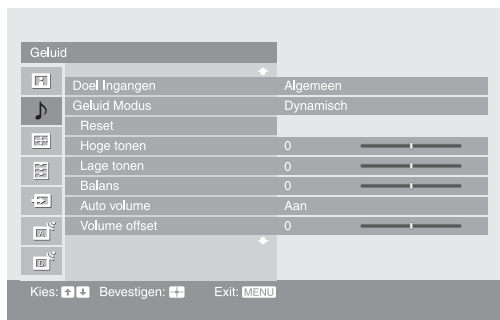 Geluid
Doel Ingangen Algemeen
Geluid Modus Dynamisch
Reset
Hoge tonen 0
Lage tonen 0
Balans 0
Auto volume Aan
Volume offset 0
Kies: Bevestigen: Exit: MENU